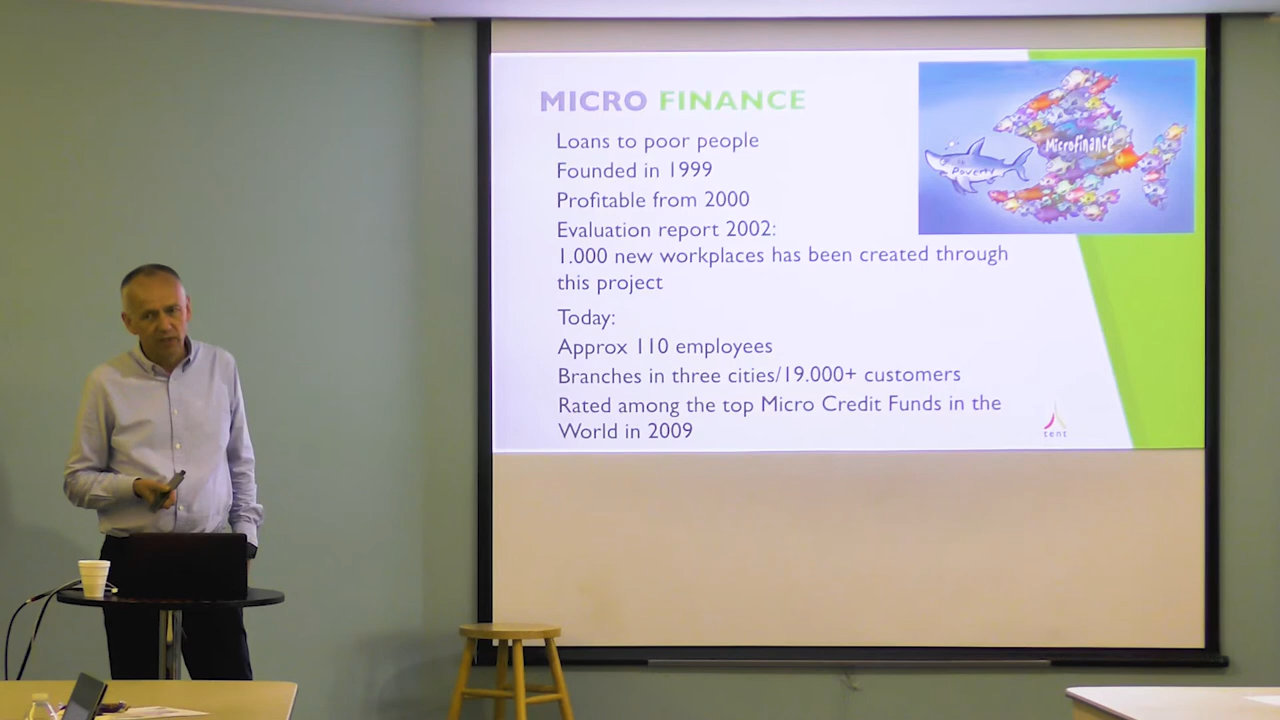 MICRO FINANCE
Loans to poor people
Founded in 1999
Profitable from 2000
Evaluation report 2002:
1.000 new workplaces has been created through
this project
Today:
Approx 110 employees
Branches in three cities/19.000+ customers
Rated among the top Micro Credit Funds in the
World in 2009
Microfinance
Poverty
tent